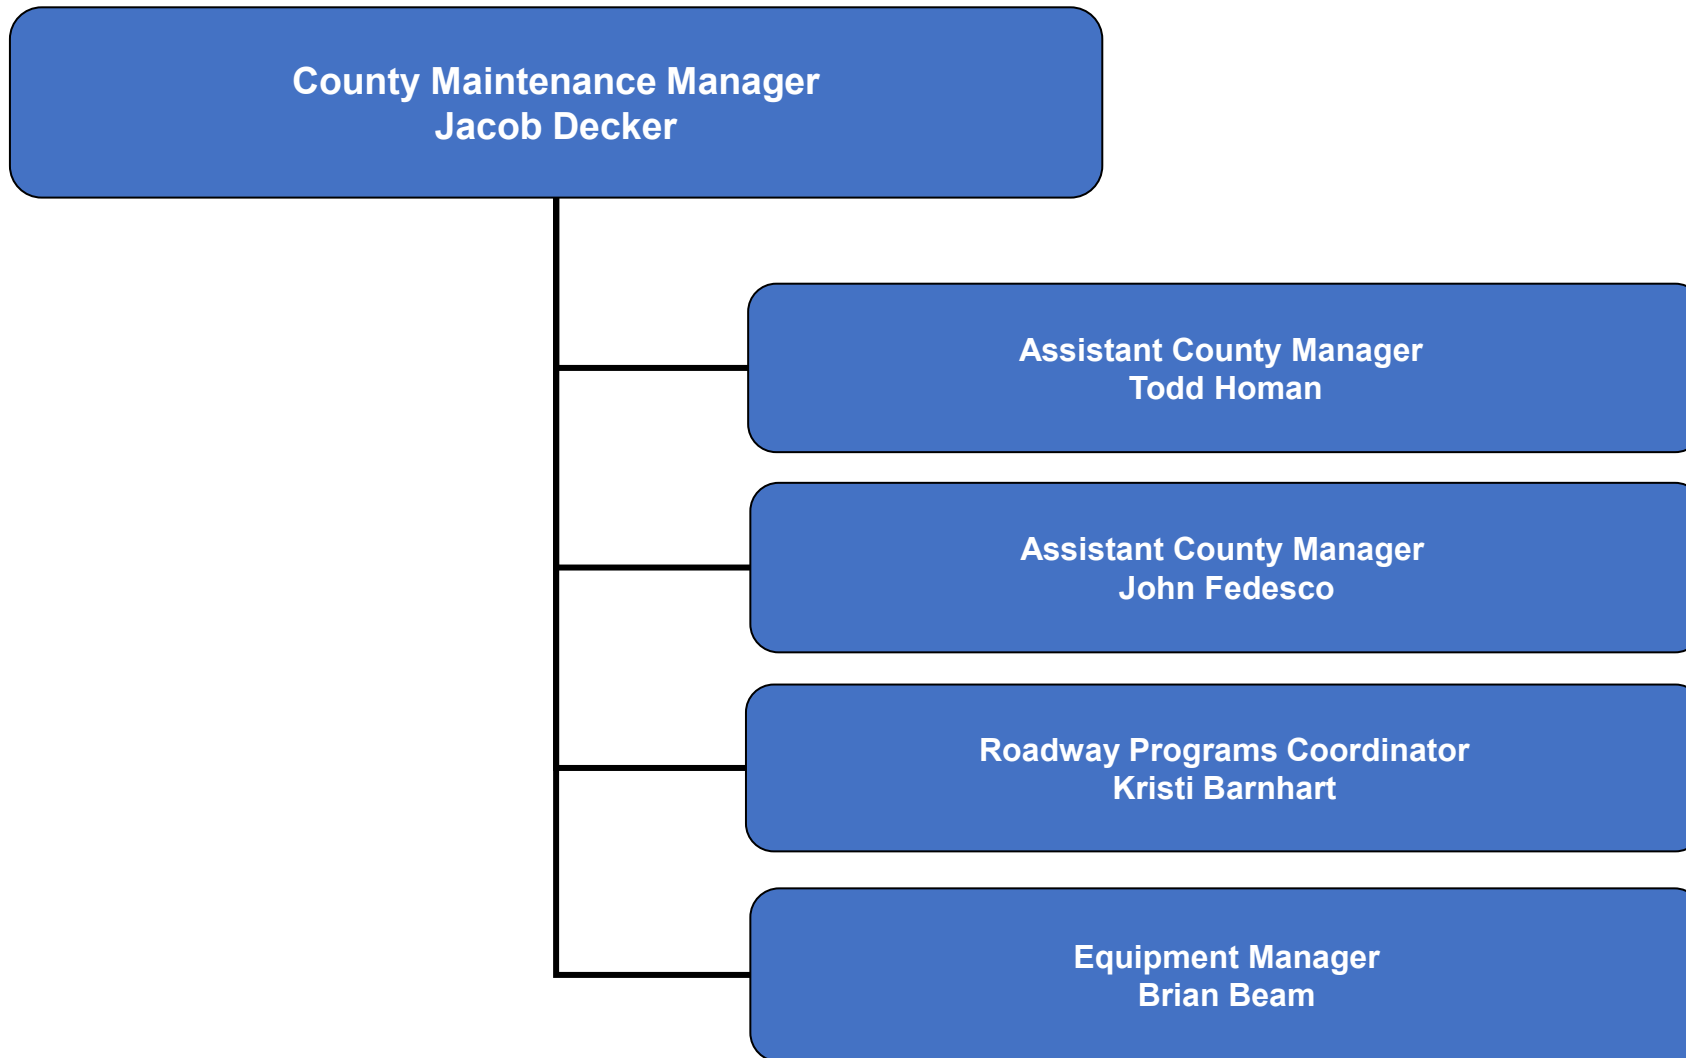 County Maintenance Manager
Jacob Decker
Assistant County Manager
Todd Homan
Assistant County Manager
John Fedesco
Roadway Programs Coordinator
Kristi Barnhart
Equipment Manager
Brian Beam